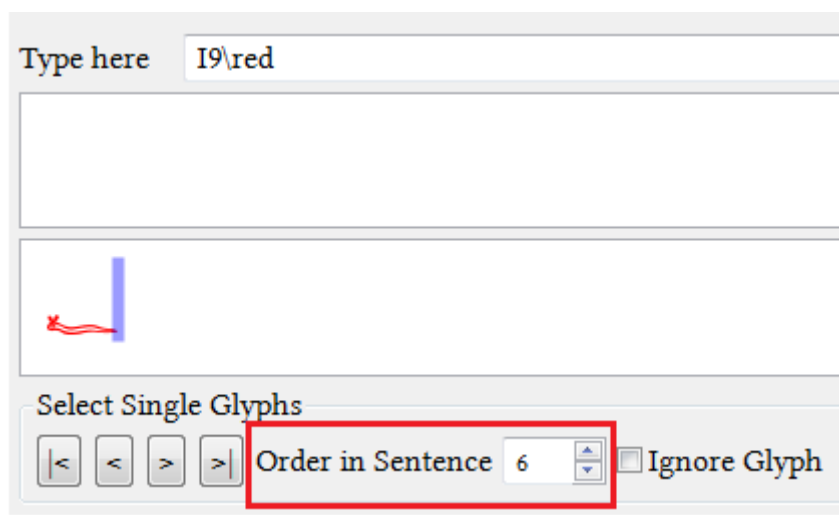 Type here I9\red
Select Single Glyphs
|< < > >| Order in Sentence 6 Ignore Glyph